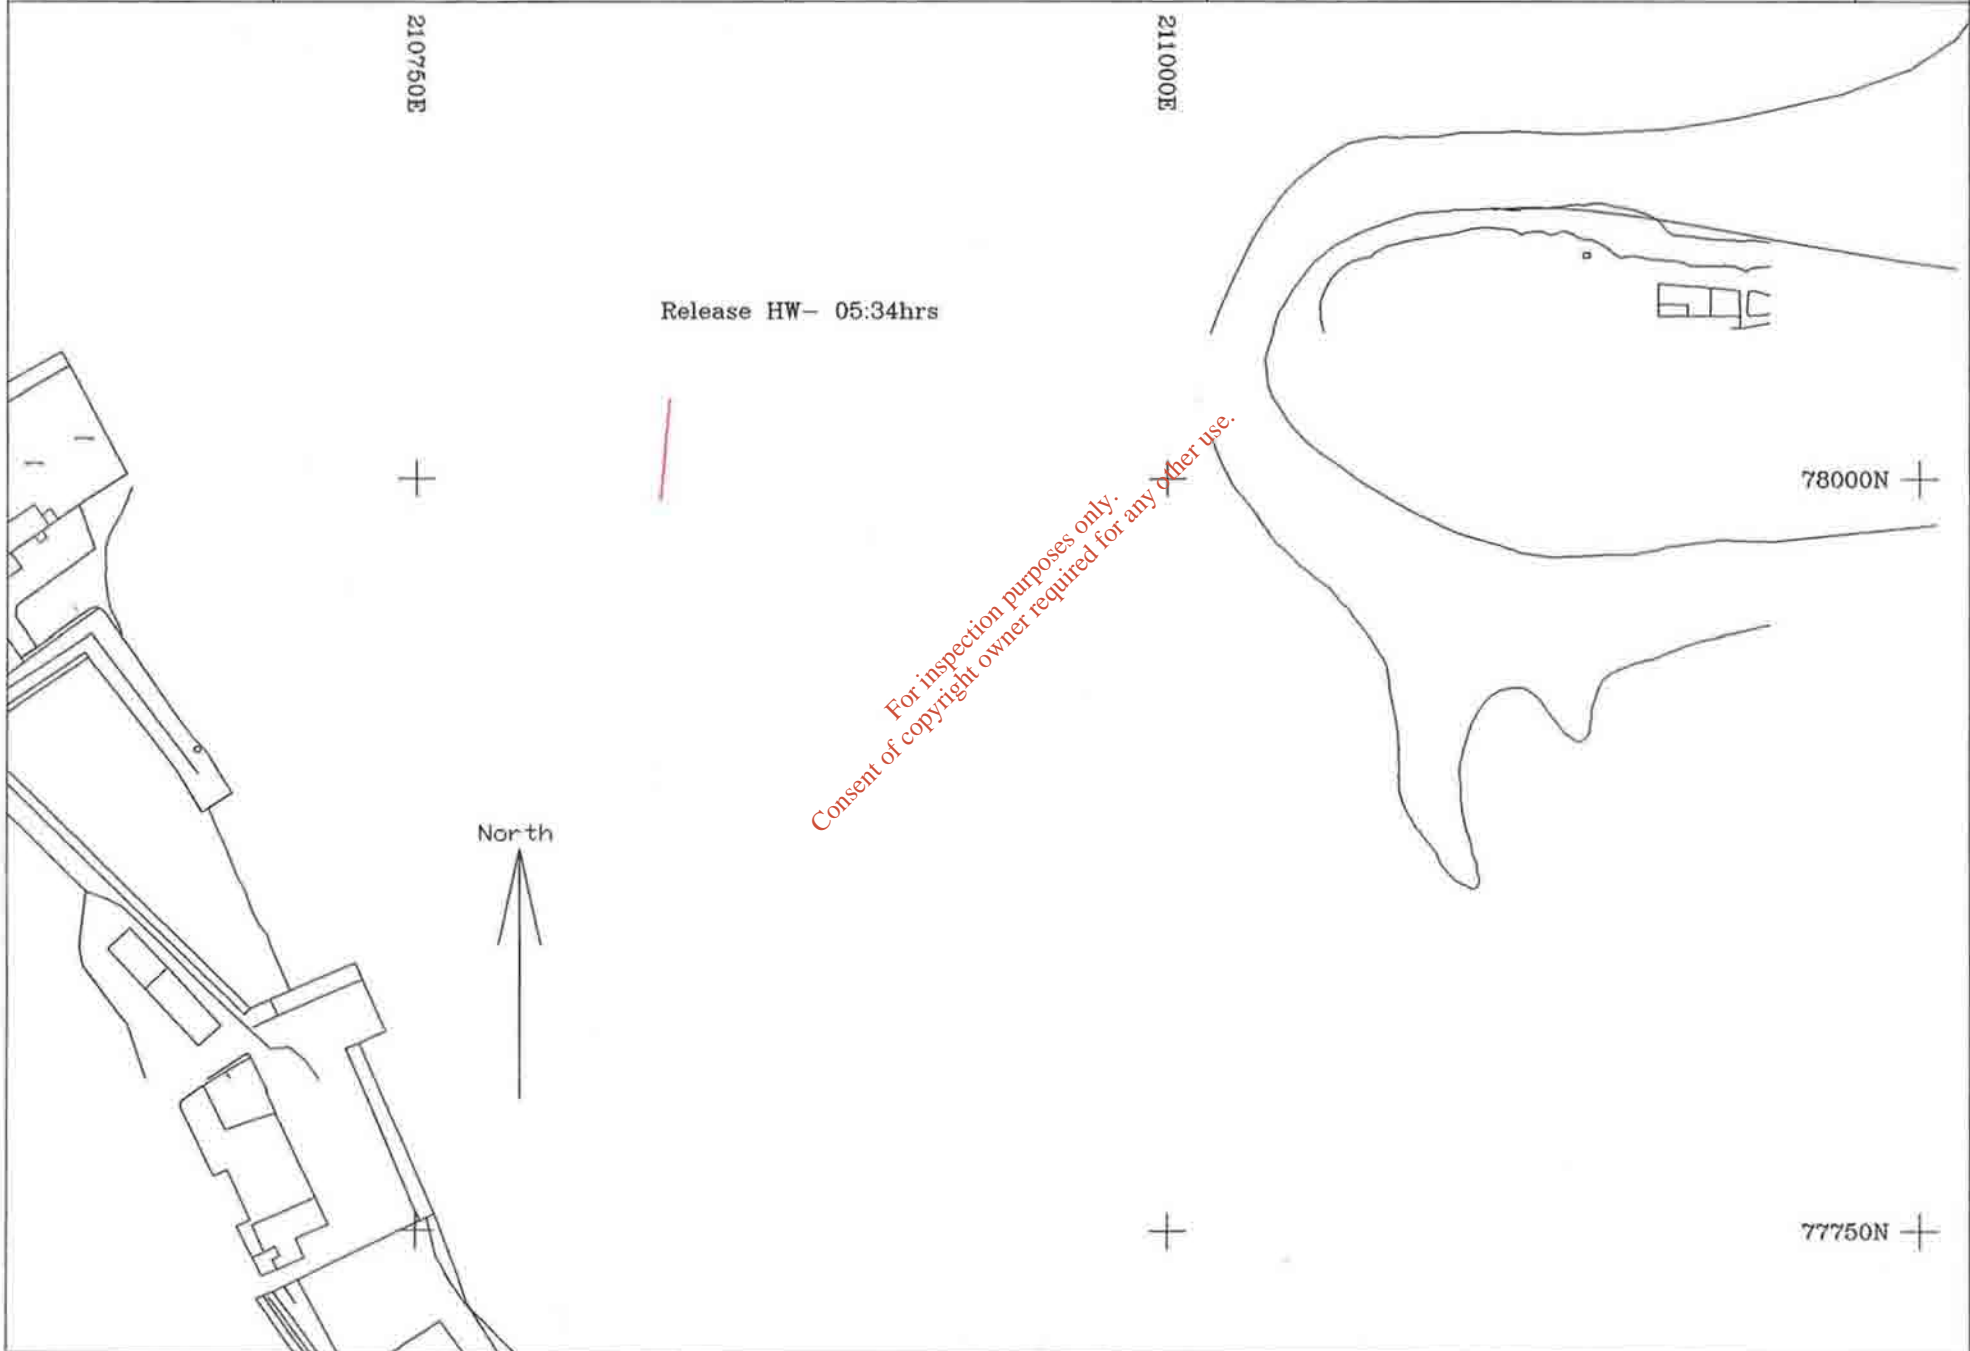 210750E
211000E
Release HW- 05:34hrs
78000N
For inspection purposes only.
Consent of copyright owner required for any other use.
North
77750N